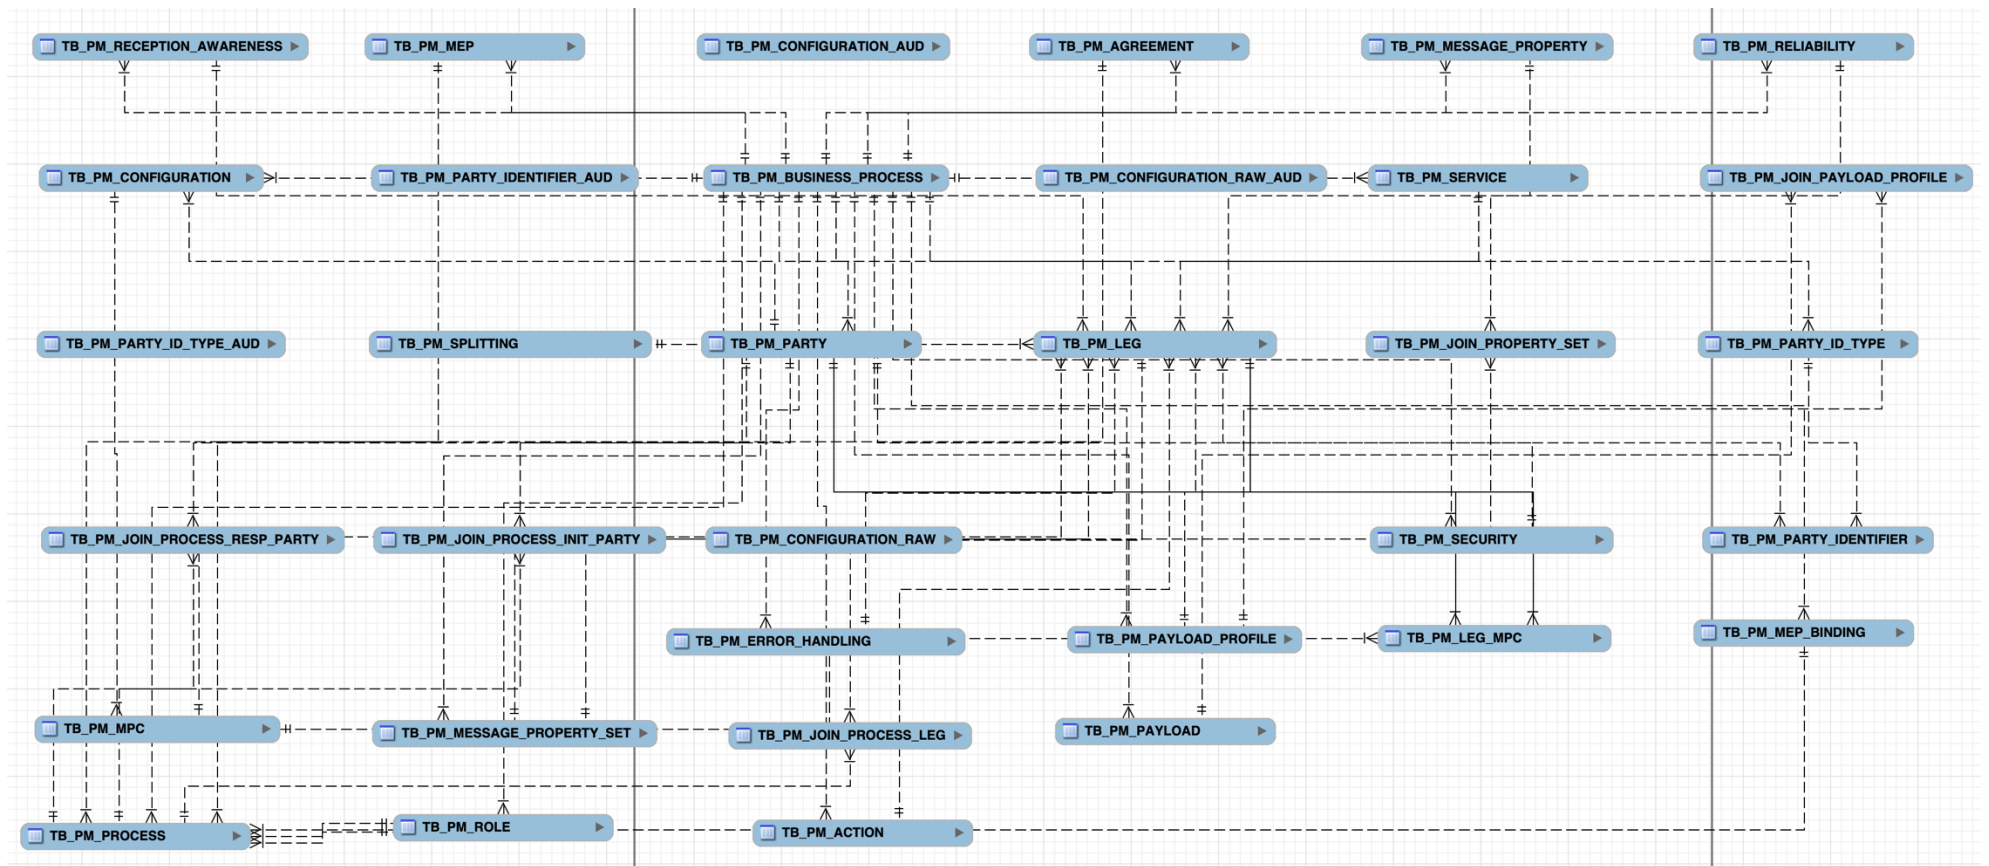 TB_PM_RECEPTION_AWARENESS
TB_PM_MEP
TB_PM_CONFIGURATION_AUD
TB_PM_AGREEMENT
TB_PM_MESSAGE_PROPERTY
TB_PM_RELIABILITY
TB_PM_CONFIGURATION
TB_PM_PARTY_IDENTIFIER_AUD
TB_PM_BUSINESS_PROCESS
TB_PM_CONFIGURATION_RAW_AUD
TB_PM_SERVICE
TB_PM_JOIN_PAYLOAD_PROFILE
TB_PM_PARTY_ID_TYPE_AUD
TB_PM_SPLITTING
TB_PM_PARTY
TB_PM_LEG
TB_PM_JOIN_PROPERTY_SET
TB_PM_PARTY_ID_TYPE
TB_PM_JOIN_PROCESS_RESP_PARTY
TB_PM_JOIN_PROCESS_INIT_PARTY
TB_PM_CONFIGURATION_RAW
TB_PM_SECURITY
TB_PM_PARTY_IDENTIFIER
TB_PM_ERROR_HANDLING
TB_PM_PAYLOAD_PROFILE
TB_PM_LEG_MPC
TB_PM_MEP_BINDING
TB_PM_MPC
TB_PM_MESSAGE_PROPERTY_SET
TB_PM_JOIN_PROCESS_LEG
TB_PM_PAYLOAD
TB_PM_PROCESS
TB_PM_ROLE
TB_PM_ACTION